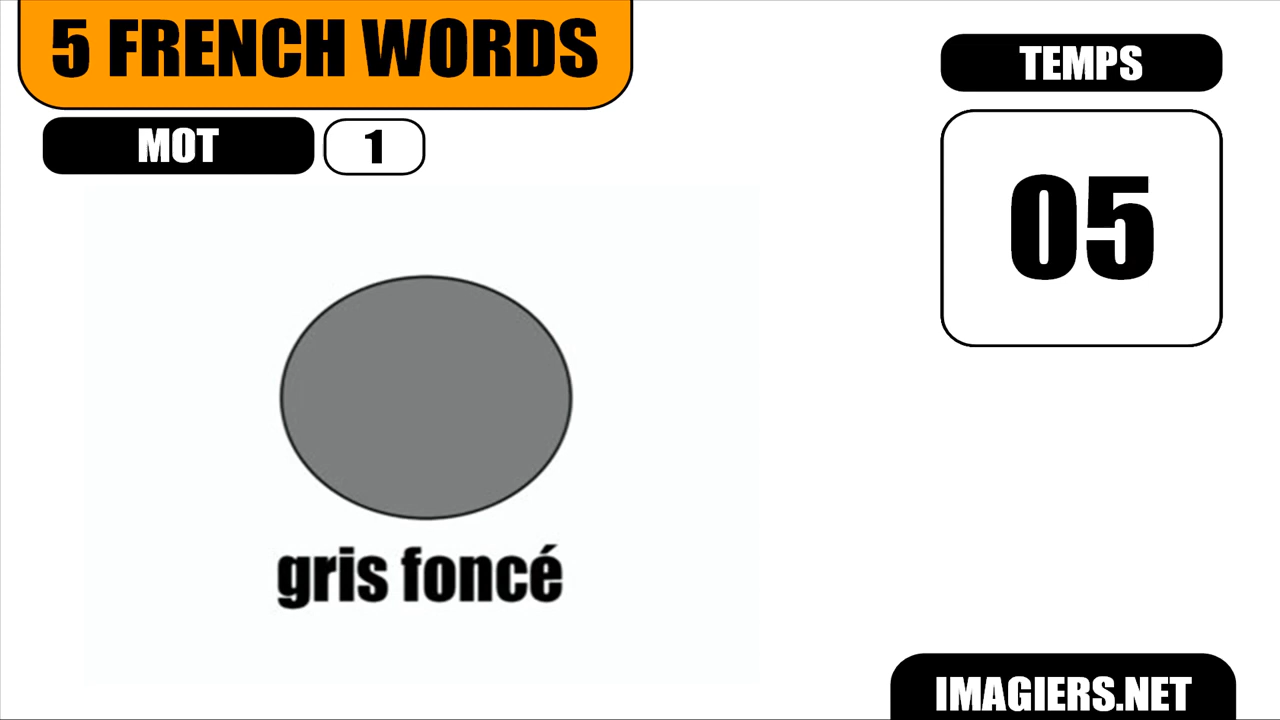 5 FRENCH WORDS
TEMPS
MOT 1
05
gris foncé
IMAGIERS.NET